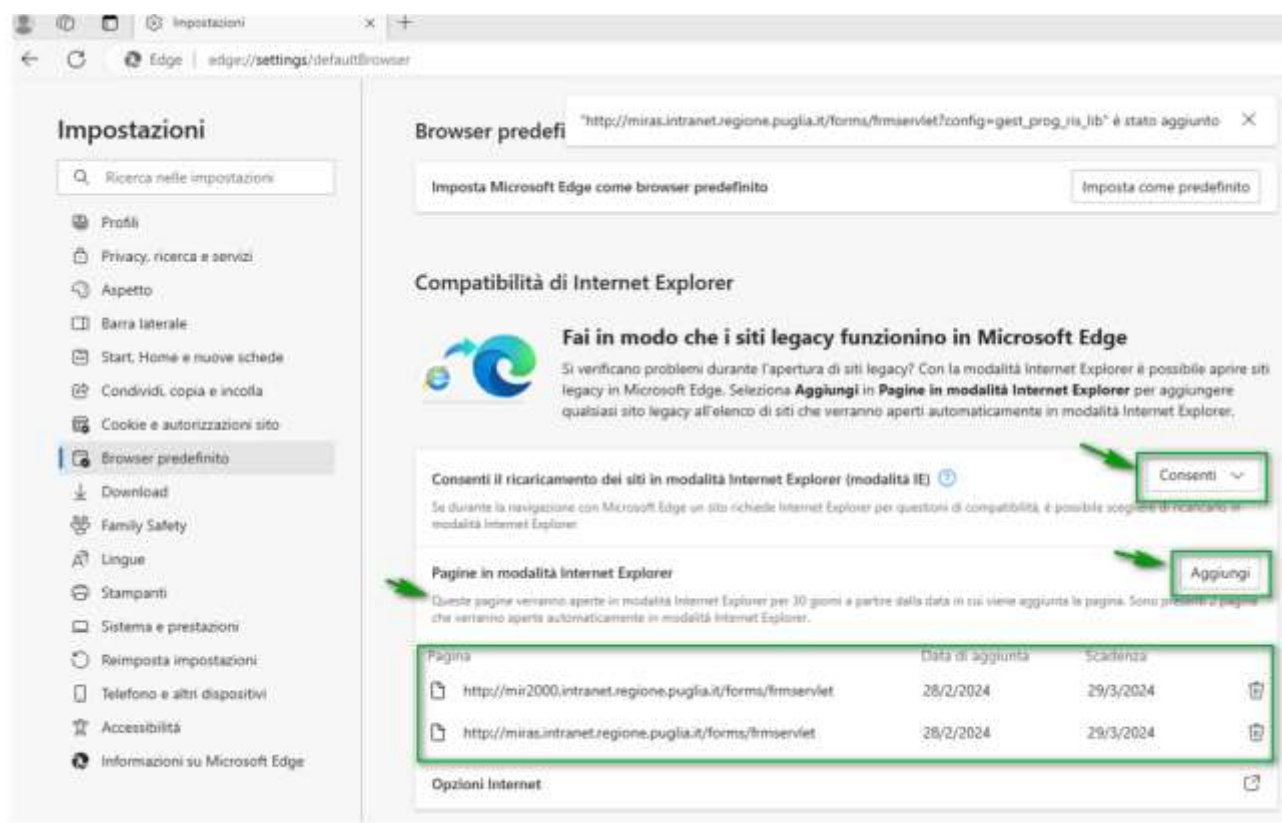 Impostazioni
Edge | edge://settings/defaultBrowser
Impostazioni
Ricerca nelle impostazioni
Profili
Privacy, ricerca e servizi
Aspetto
Barra laterale
Start, Home e nuove schede
Condividi, copia e incolla
Cookie e autorizzazioni sito
Browser predefinito
Download
Family Safety
Lingue
Stampanti
Sistema e prestazioni
Reimposta impostazioni
Telefono e altri dispositivi
Accessibilità
Informazioni su Microsoft Edge
Browser predefi
"http://miras.intranet.regione.puglia.it/forms/frmservlet?config=gest_prog_ris_lib" è stato aggiunto
Imposta Microsoft Edge come browser predefinito
Imposta come predefinito
Compatibilità di Internet Explorer
Fai in modo che i siti legacy funzionino in Microsoft Edge
Si verificano problemi durante l'apertura di siti legacy? Con la modalità Internet Explorer è possibile aprire siti
legacy in Microsoft Edge. Seleziona Aggiungi in Pagine in modalità Internet Explorer per aggiungere
qualsiasi sito legacy all'elenco di siti che verranno aperti automaticamente in modalità Internet Explorer.
Consenti il ricaricamento dei siti in modalità Internet Explorer (modalità IE)
Consenti
Se durante la navigazione con Microsoft Edge un sito richiede Internet Explorer per questioni di compatibilità, è possibile scegliere di ricaricarlo in
modalità Internet Explorer
Pagine in modalità Internet Explorer
Aggiungi
Queste pagine verranno aperte in modalità Internet Explorer per 30 giorni a partire dalla data in cui viene aggiunta la pagina. Sono presenti 2 pagine
che verranno aperte automaticamente in modalità Internet Explorer.
Pagina Data di aggiunta Scadenza
http://mir2000.intranet.regione.puglia.it/forms/frmservlet 28/2/2024 29/3/2024
http://miras.intranet.regione.puglia.it/forms/frmservlet 28/2/2024 29/3/2024
Opzioni Internet